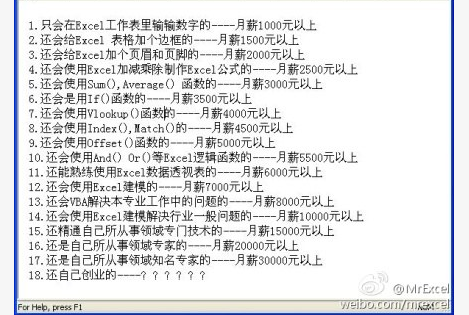 1.只会在Excel工作表里输输数字的----月薪1000元以上
2.还会给Excel 表格加个边框的----月薪1500元以上
3.还会给Excel加个页眉和页脚的----月薪2000元以上
4.还会使用Excel加减乘除制作Excel公式的----月薪2500元以上
5.还会使用Sum(),Average() 函数的----月薪3000元以上
6.还会是用If()函数的----月薪3500元以上
7.还会使用Vlookup()函数的----月薪4000元以上
8.还会使用Index(),Match()的----月薪4500元以上
9.还会使用Offset()函数的----月薪5000元以上
10.还会使用And() Or()等Excel逻辑函数的----月薪5500元以上
11.还能熟练使用Excel数据透视表的----月薪6000元以上
12.还会使用Excel建模的----月薪7000元以上
13.还会VBA解决本专业工作中的问题的----月薪8000元以上
14.还会使用Excel建模解决行业一般问题的----月薪10000元以上
15.还精通自己所从事领域专门技术的----月薪15000元以上
16.还是自己所从事领域专家的----月薪20000元以上
17.还是自己所从事领域知名专家的----月薪30000元以上
18.还自己创业的----？？？？？？
@MrExcel
weibo.com/mrexcel
For Help, press F1
NUM